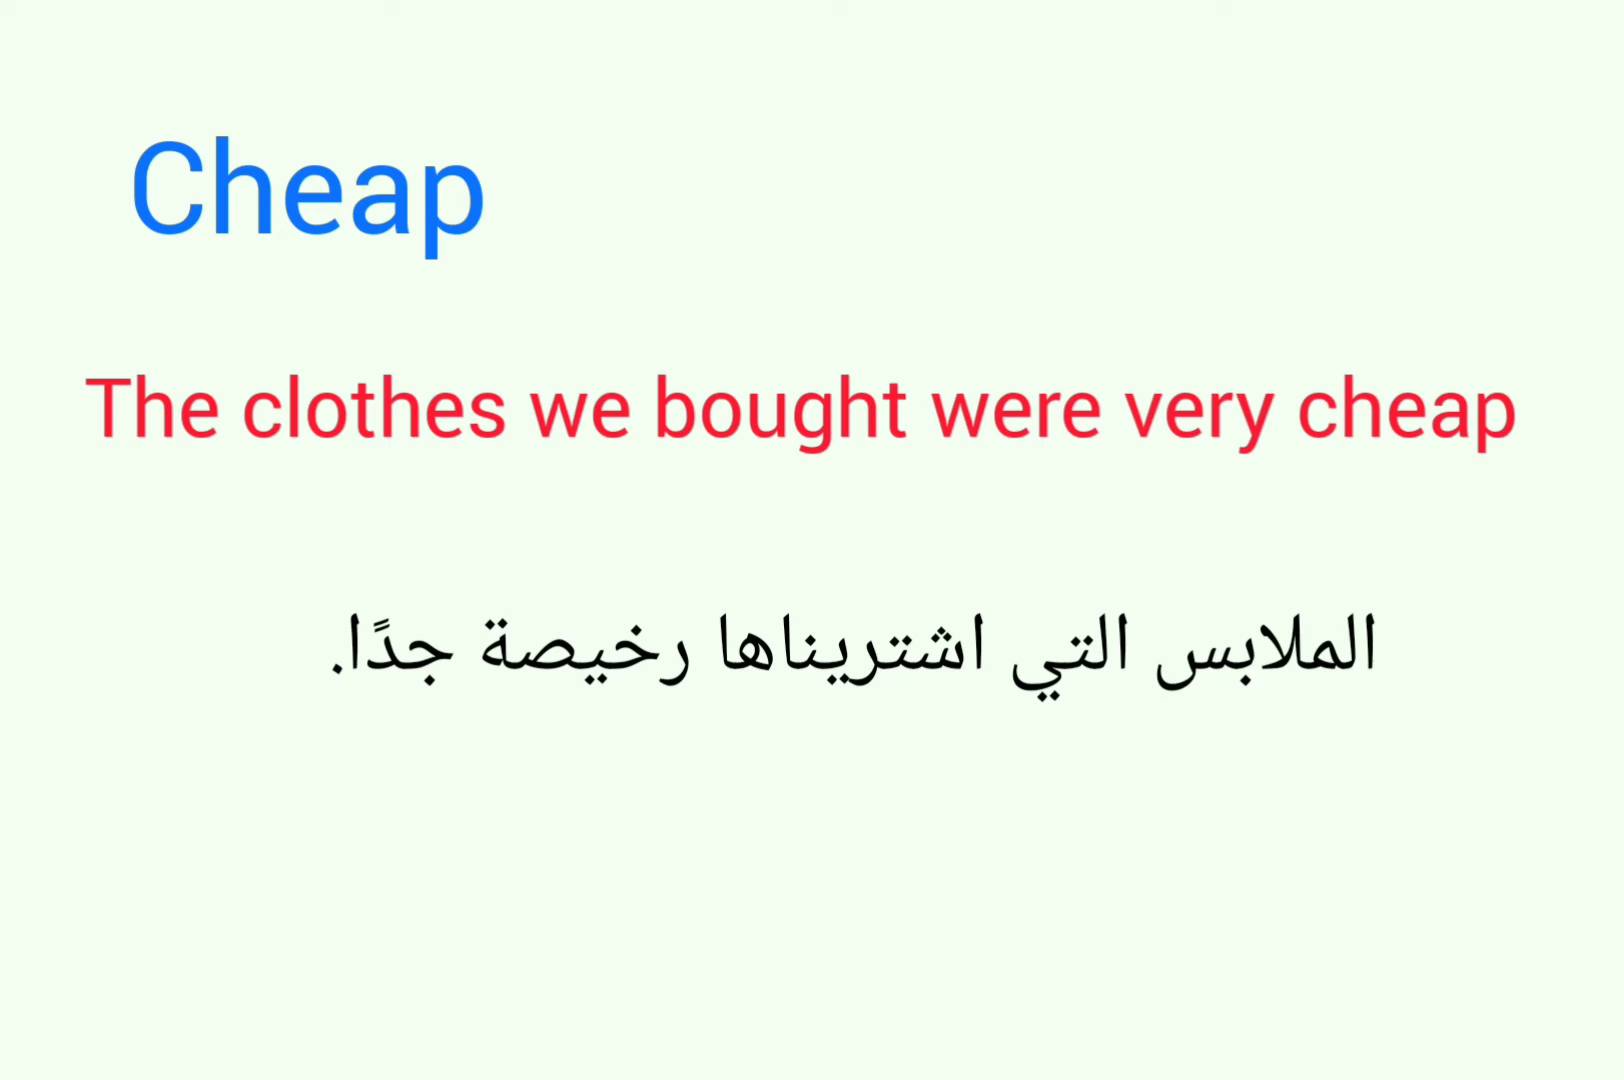 Cheap
The clothes we bought were very cheap
الملابس التي اشتريناها رخيصة جدًا.